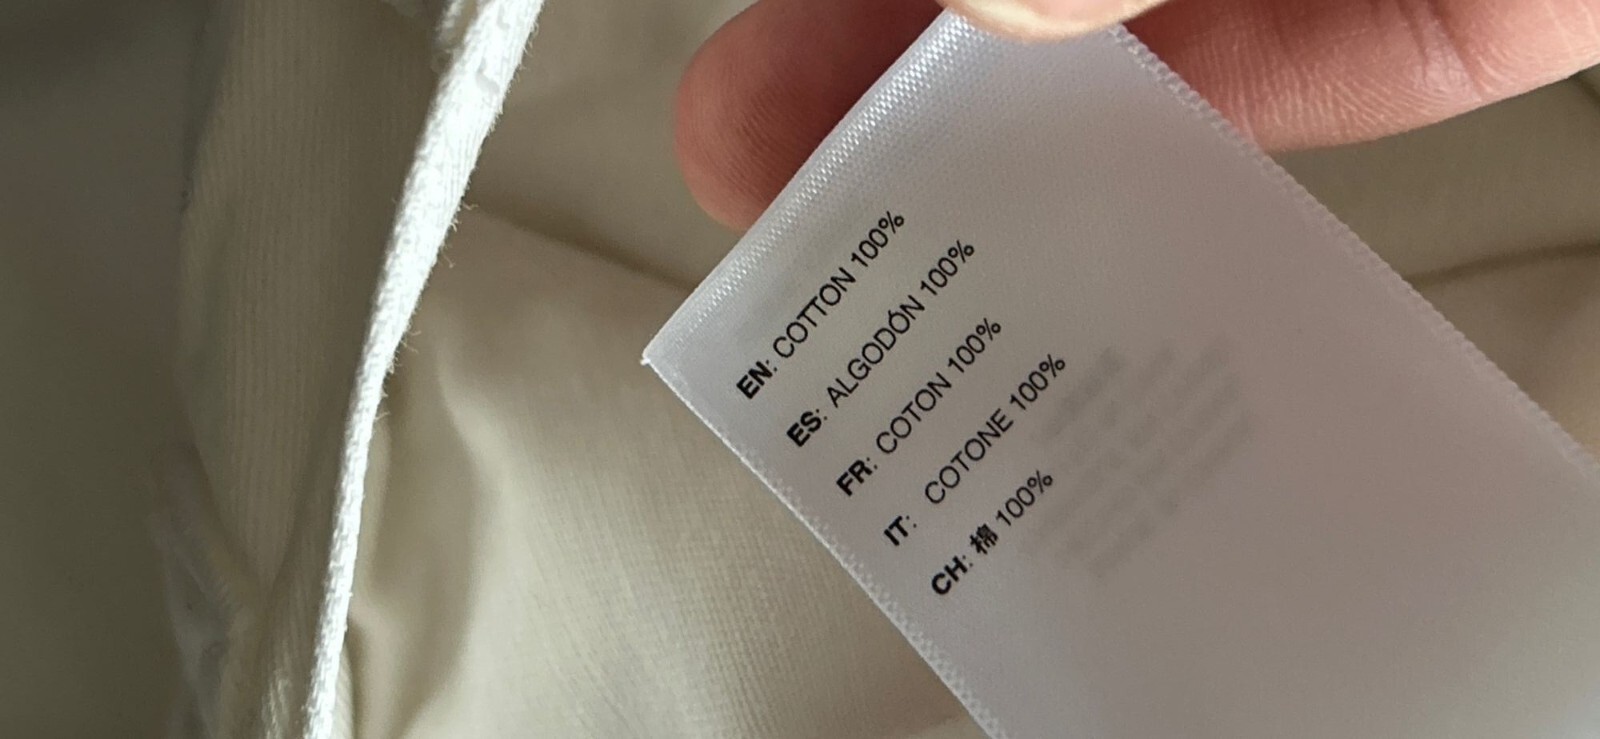 EN: COTTON 100%
ES: ALGODÓN 100%
FR: COTON 100%
IT: COTONE 100%
CH: 棉 100%